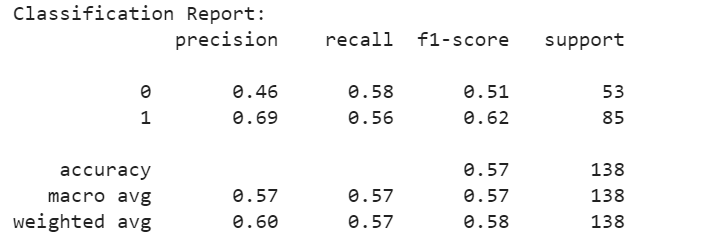 Classification Report:
precision recall f1-score support
0 0.46 0.58 0.51 53
1 0.69 0.56 0.62 85
accuracy 0.57 138
macro avg 0.57 0.57 0.57 138
weighted avg 0.60 0.57 0.58 138